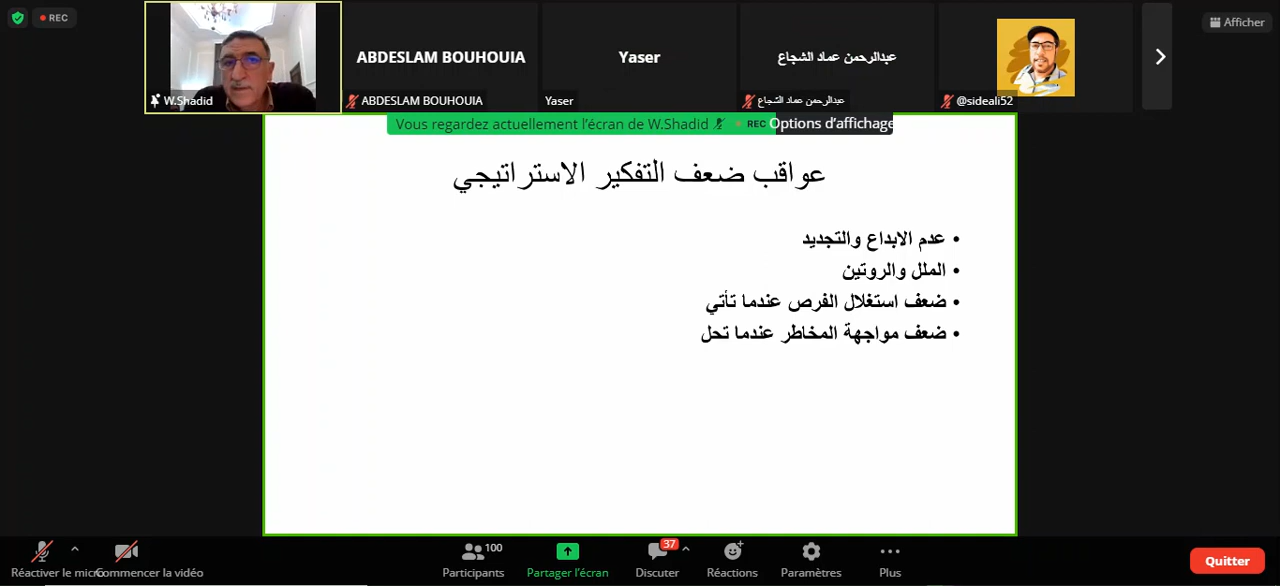 REC
Afficher
W.Shadid
ABDESLAM BOUHOUIA
ABDESLAM BOUHOUIA
Yaser
Yaser
عبدالرحمن عماد الشجاع
عبدالرحمن عماد الشجاع
@sideali52
Vous regardez actuellement l'écran de W.Shadid
REC
Options d'affichage
عواقب ضعف التفكير الاستراتيجي
• عدم الابداع والتجديد
• الملل والروتين
• ضعف استغلال الفرص عندما تأتي
• ضعف مواجهة المخاطر عندما تحل
Réactiver le micro
Commencer la vidéo
100
Participants
Partager l'écran
37
Discuter
Réactions
Paramètres
Plus
Quitter